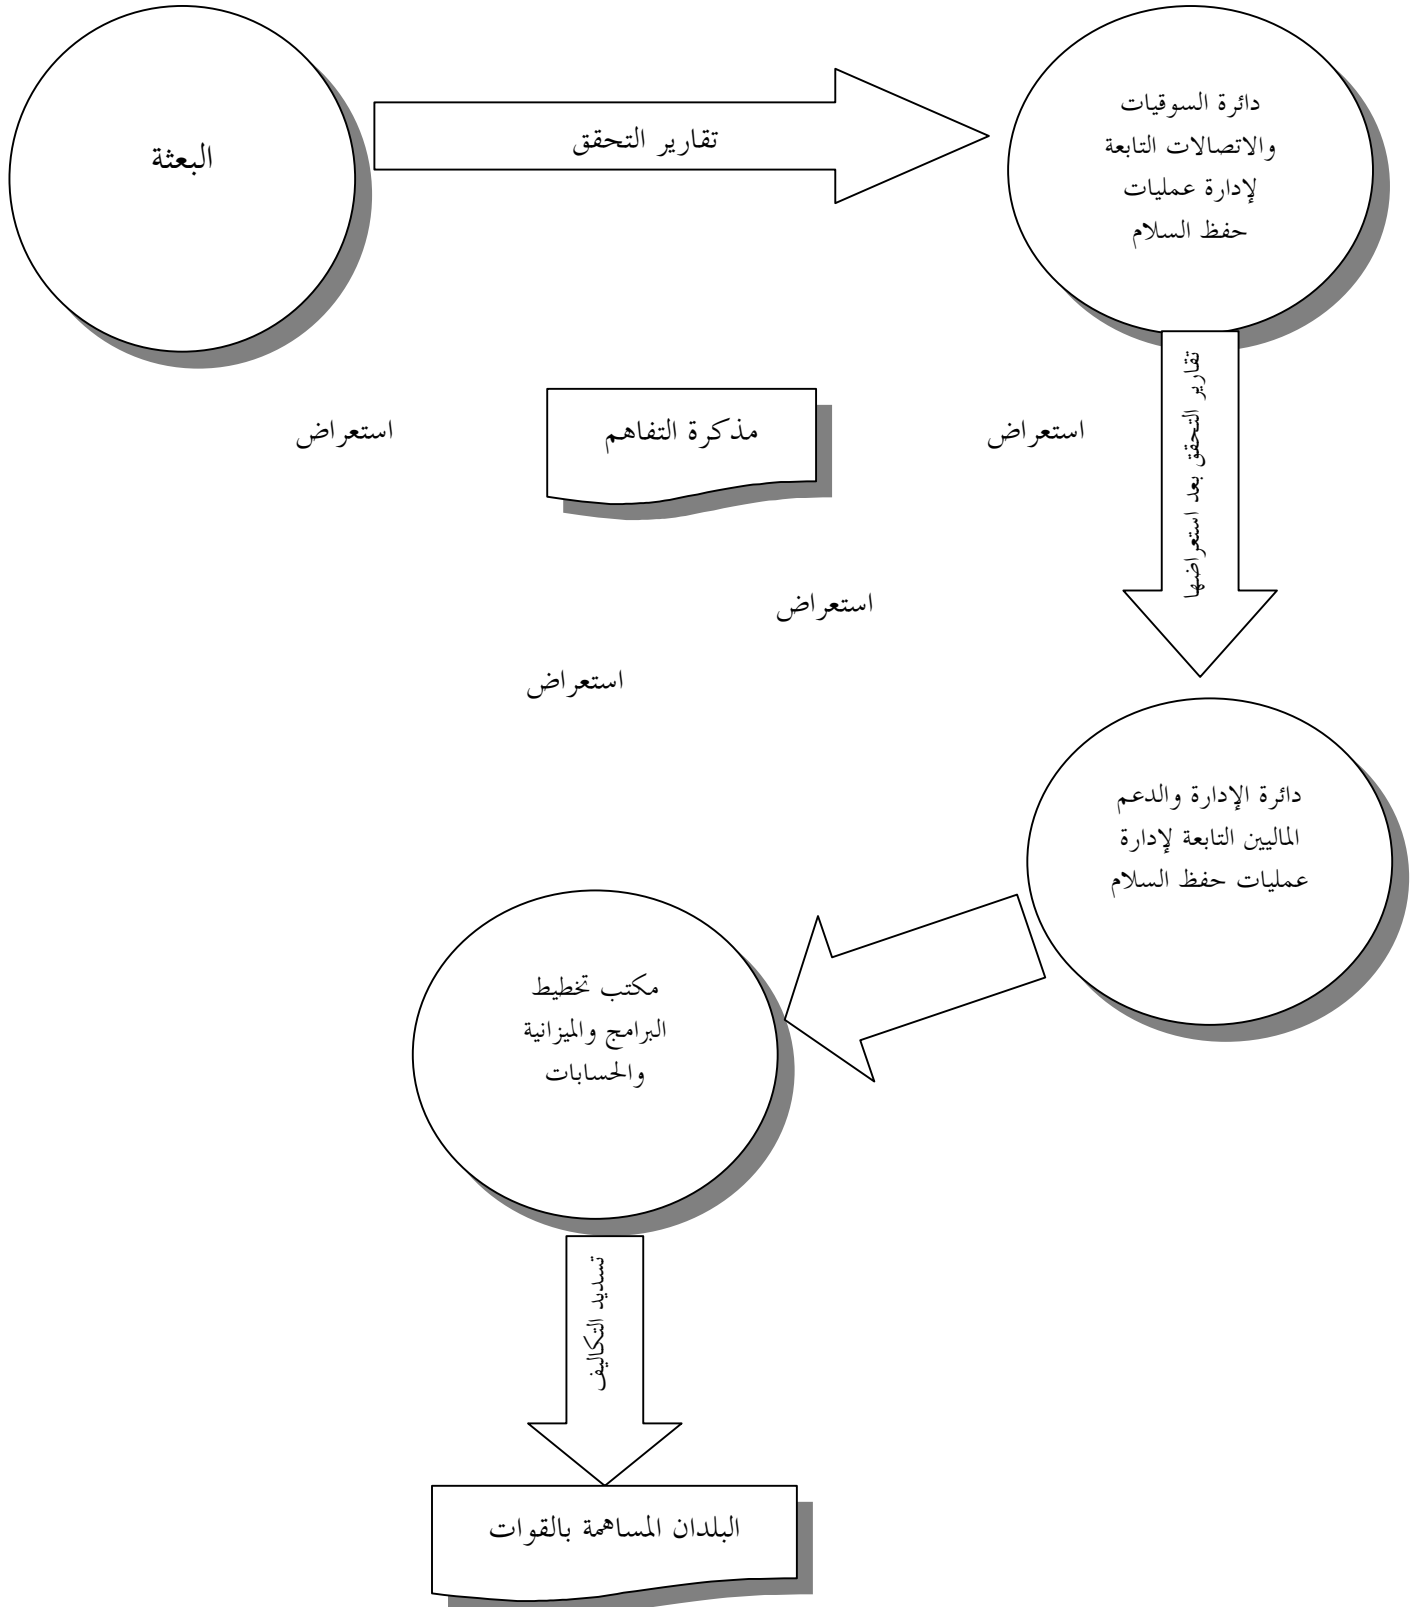 البعثة
تقارير التحقق
دائرة السوقيات
والاتصالات التابعة
لإدارة عمليات
حفظ السلام
تقارير التحقق بعد استعراضها
استعراض
مذكرة التفاهم
استعراض
استعراض
استعراض
دائرة الإدارة والدعم
الماليين التابعة لإدارة
عمليات حفظ السلام
مكتب تخطيط
البرامج والميزانية
والحسابات
تسديد التكاليف
البلدان المساهمة بالقوات